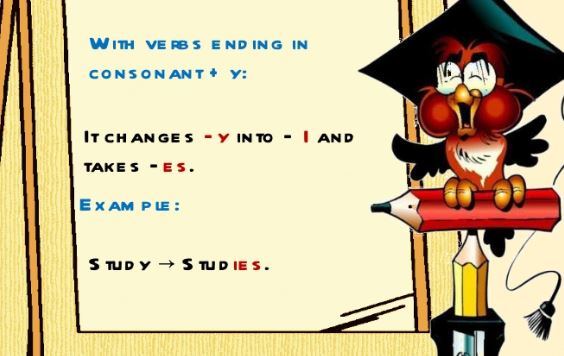 WITH VERBS ENDING IN
CONSONANT + Y:
IT CHANGES -Y INTO - I AND
TAKES -ES.
EXAMPLE:
STUDY → STUDIES.